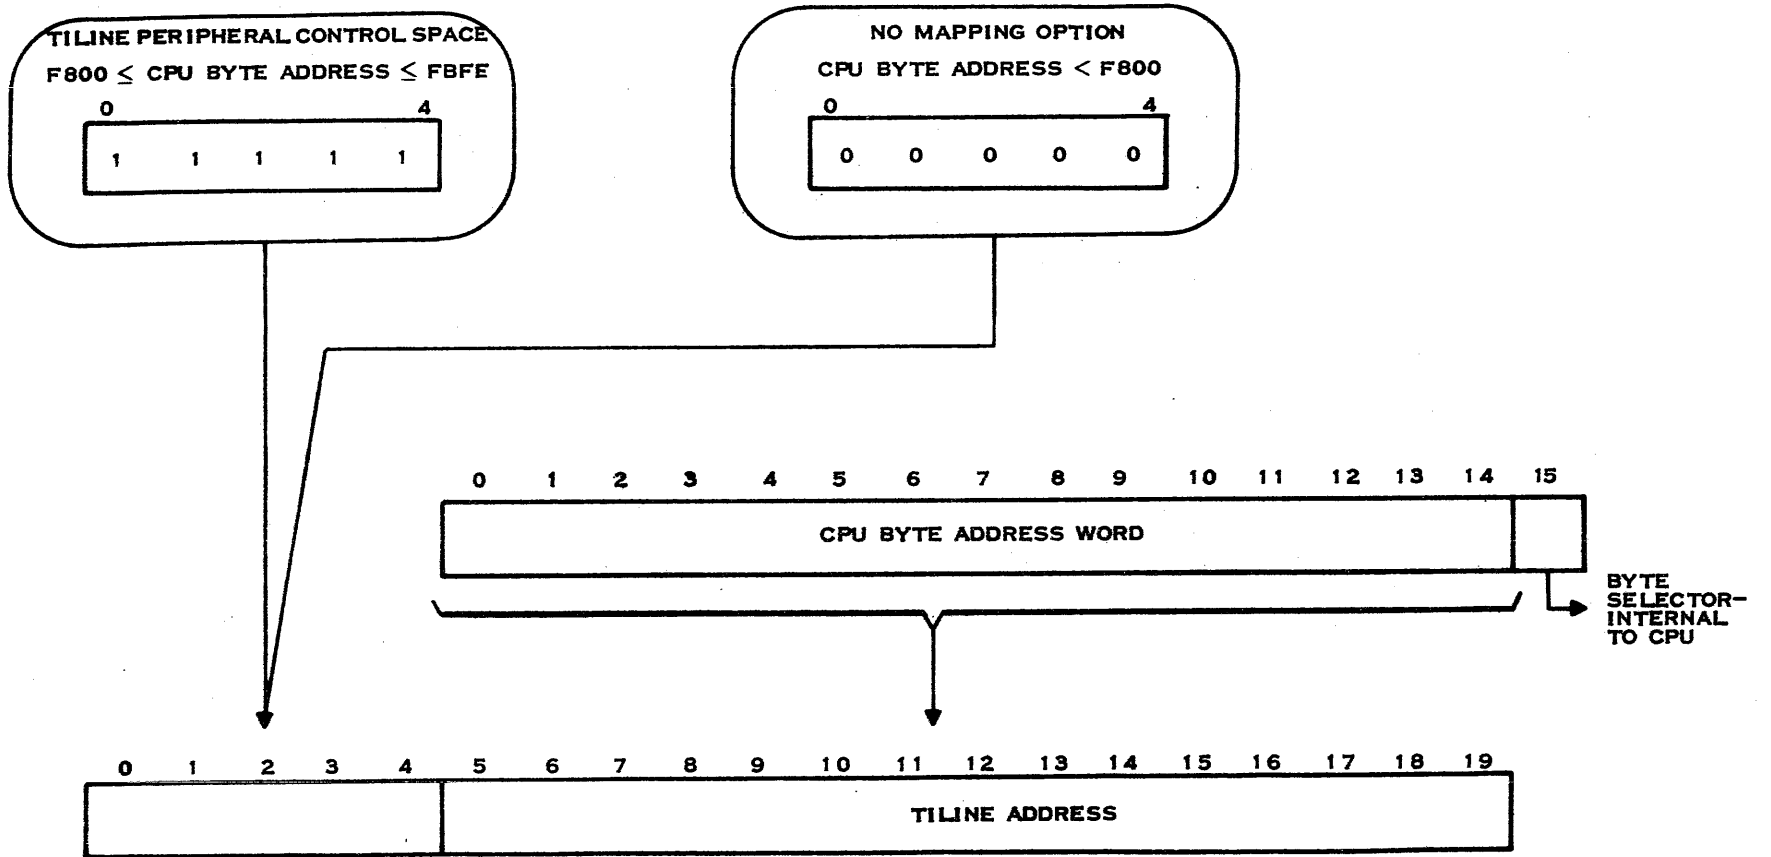 TILINE PERIPHERAL CONTROL SPACE
F800 ≤ CPU BYTE ADDRESS ≤ FBFE
0 4
1 1 1 1 1
NO MAPPING OPTION
CPU BYTE ADDRESS < F800
0 4
0 0 0 0 0
0 1 2 3 4 5 6 7 8 9 10 11 12 13 14 15
CPU BYTE ADDRESS WORD
BYTE
SELECTOR-
INTERNAL
TO CPU
0 1 2 3 4 5 6 7 8 9 10 11 12 13 14 15 16 17 18 19
TILINE ADDRESS